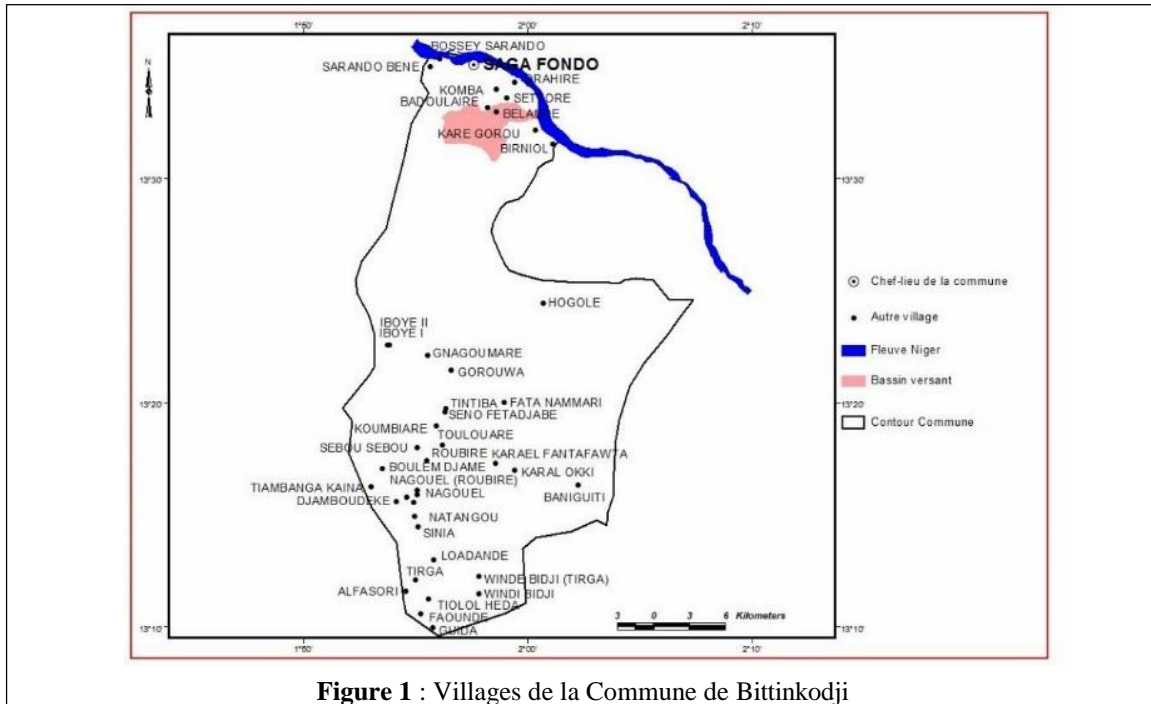 1°50 2°00 2°10
N
BOSSEY SARANDO
SAGA FONDO
SARANDO BENE
KOMBA
BADOULAIRE
BELANDE
KARE GOROU
BIRNIOL
13°30 13°30
HOGOLE
Chef-lieu de la commune
Autre village
Fleuve Niger
Bassin versant
Contour Commune
IBOYE II
IBOYE I
GNAGOUMARE
GOROUWA
13°20 13°20
TINTIBA
FATA NAMMARI
SENO FETADJABE
KOUMBIARE
TOULOUARE
SEBOU SEBOU
ROUBIRE
KARAEL FANTAFAWTA
BOULEM DJAME
KARAL OKKI
NAGOUEL (ROUBIRE)
TIAMBANGA KAINA
NAGOUEL
DJAMBOUDEKE
BANIGUITI
NATANGOU
SINIA
LOADANDE
TIRGA
WINDE BIDJI (TIRGA)
ALFASORI
WINDI BIDJI
TIOLOL HEDA
FAOUNDE
GUIDA
13°10 13°10
3 0 3 6 Kilometers
Figure 1 : Villages de la Commune de Bittinkodji